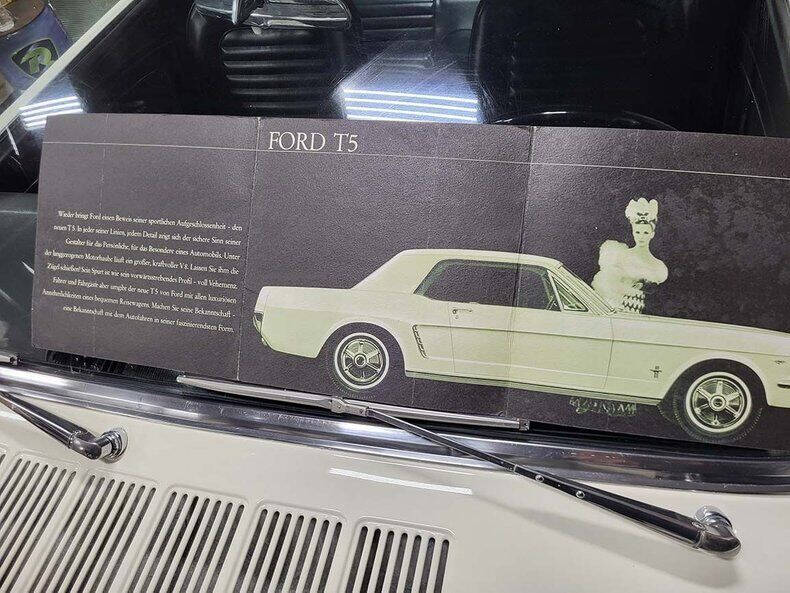 FORD T5
Wieder bringt Ford einen Beweis seiner sportlichen Aufgeschlossenheit - den
neuen T 5. In jeder seiner Linien, jedem Detail zeigt sich der sichere Sinn seiner
Gestalter für das Persönliche, für das Besondere eines Automobils. Unter
der langgezogenen Motorhaube läuft ein großer, kraftvoller V 8. Lassen Sie ihm die
Zügel schießen! Sein Spurt ist wie sein vorwärtsstrebendes Profil - voll Vehemenz.
Fahrer und Fahrgäste aber umgibt der neue T 5 von Ford mit allen luxuriösen
Annehmlichkeiten eines bequemen Reisewagens. Machen Sie seine Bekanntschaft -
eine Bekanntschaft mit dem Autofahren in seiner faszinierendsten Form.